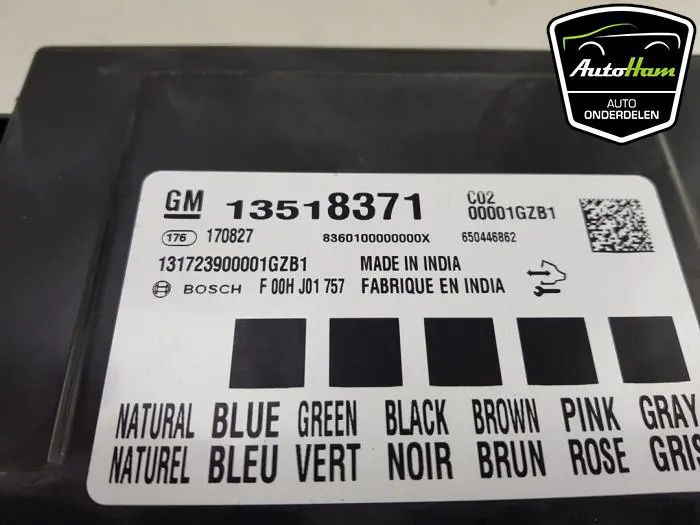 AutoHam
AUTO
ONDERDELEN
GM 13518371 C02
00001GZB1
176 170827 8360100000000X 650446862
131723900001GZB1 MADE IN INDIA
BOSCH F 00H J01 757 FABRIQUE EN INDIA
NATURAL BLUE GREEN BLACK BROWN PINK GRAY
NATUREL BLEU VERT NOIR BRUN ROSE GRIS